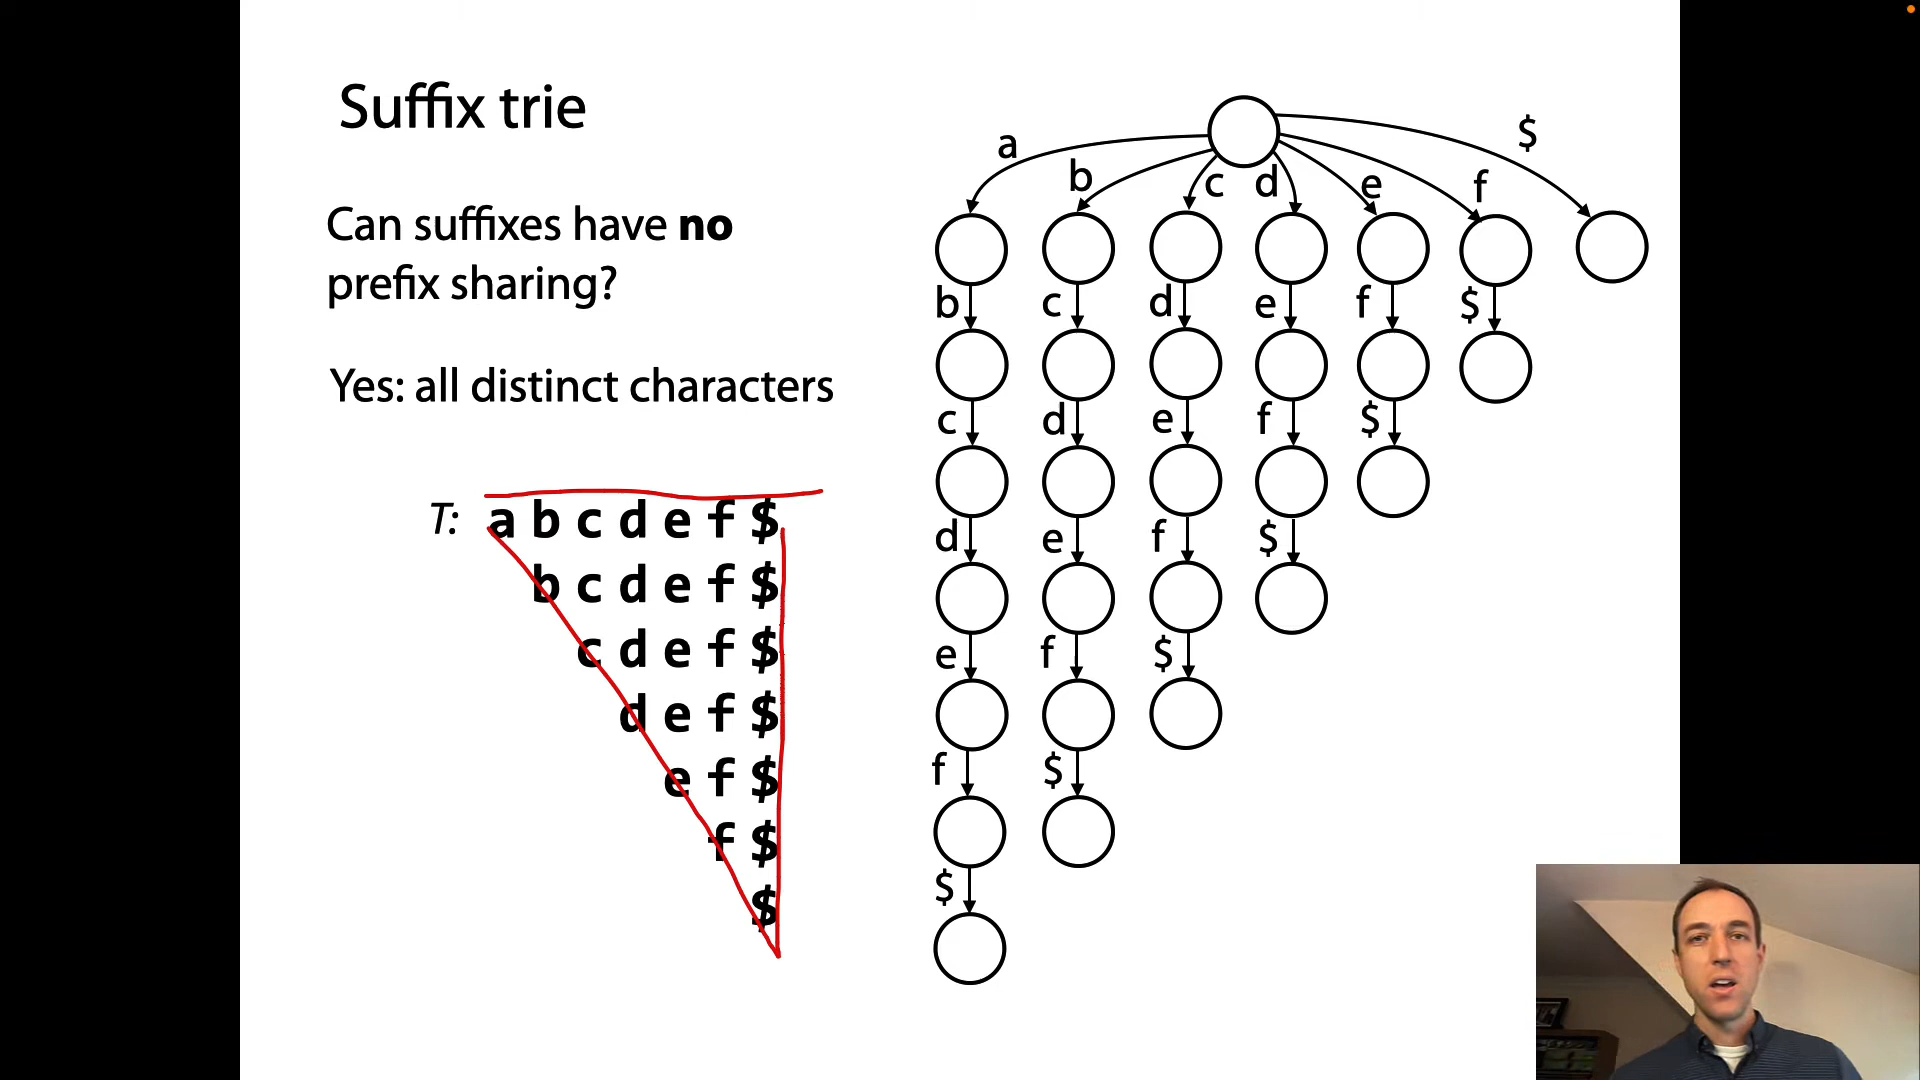 Suffix trie
Can suffixes have no
prefix sharing?
Yes: all distinct characters
T: a b c d e f $
b c d e f $
c d e f $
d e f $
e f $
f $
$
a b c d e f $
b c d e f $
c d e f $
d e f $
e f $
f $
$